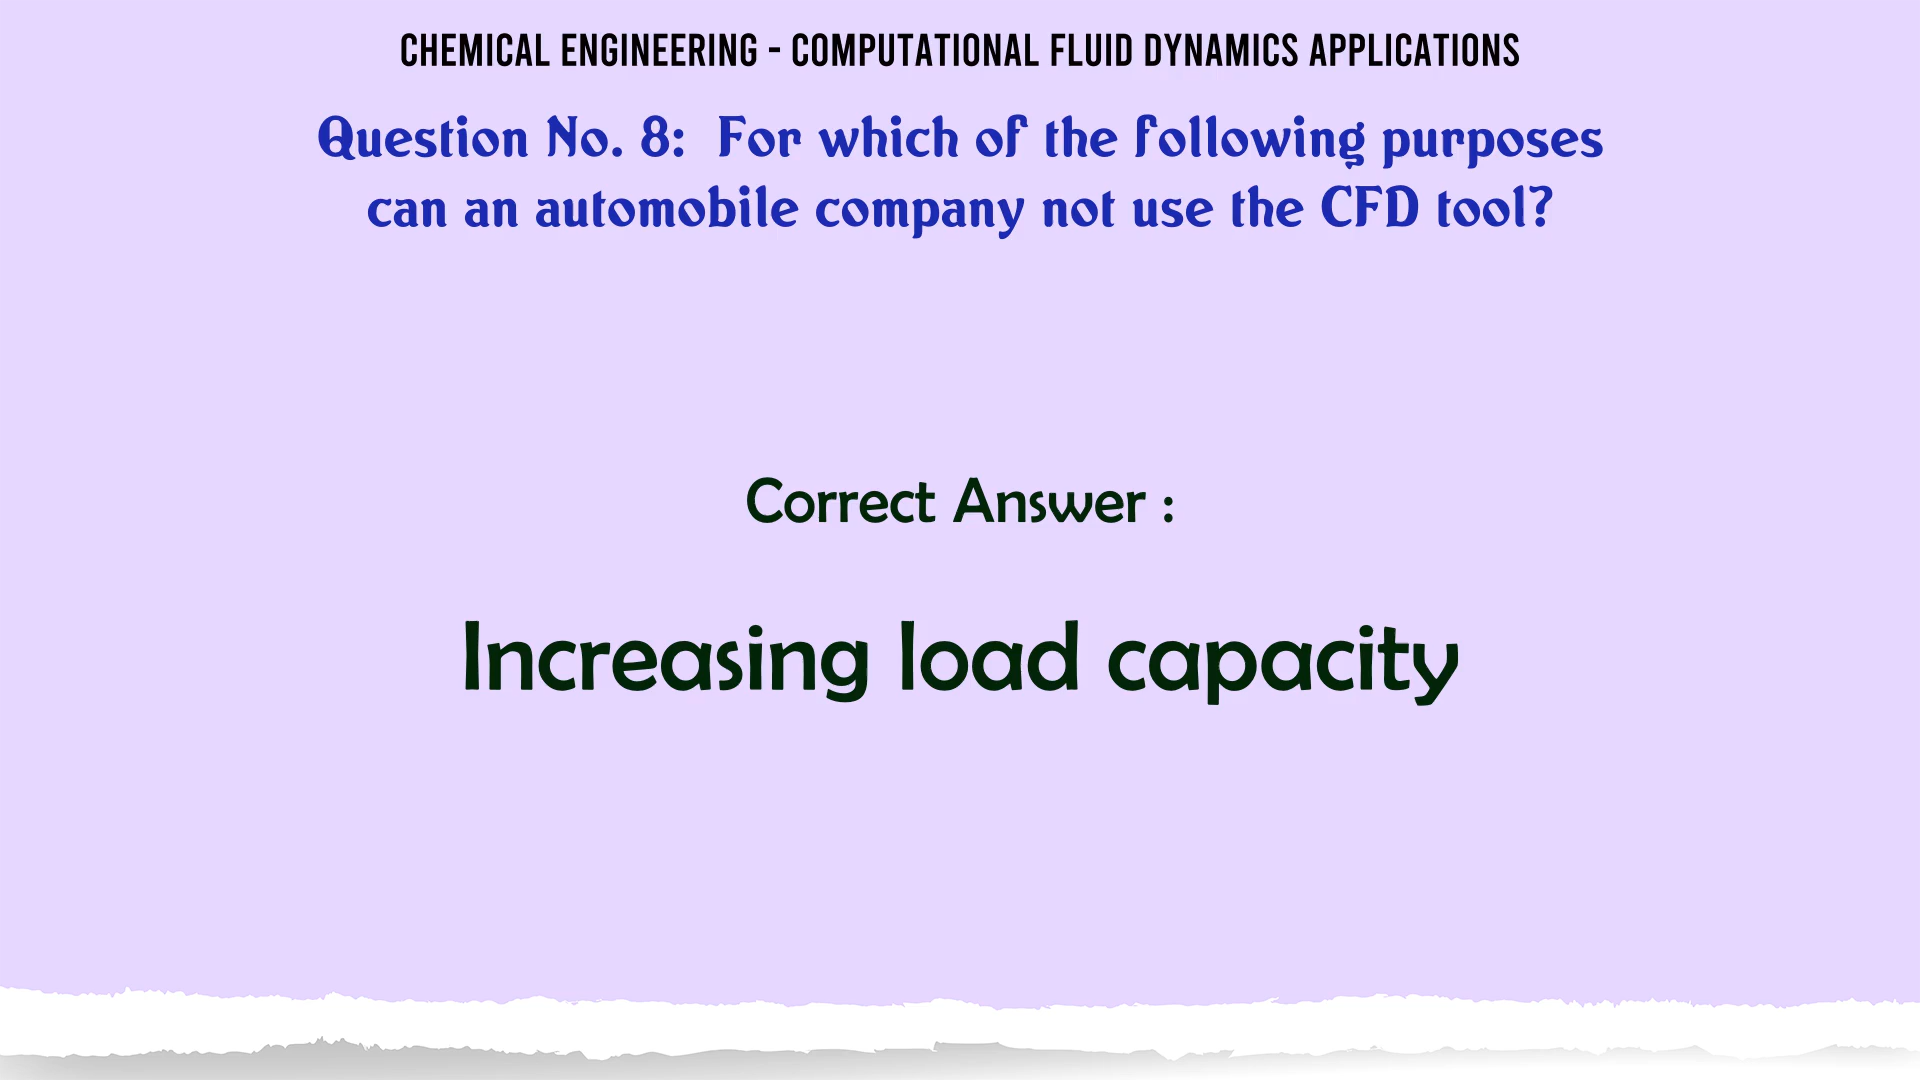 CHEMICAL ENGINEERING - COMPUTATIONAL FLUID DYNAMICS APPLICATIONS
Question No. 8: For which of the following purposes
can an automobile company not use the CFD tool?
Correct Answer :
Increasing load capacity